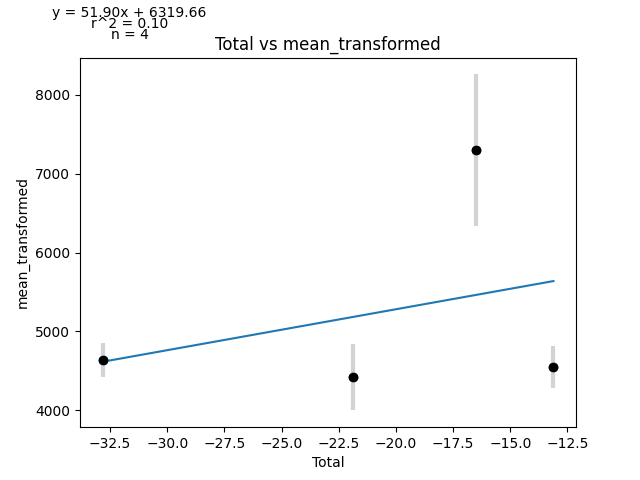 y = 51.90x + 6319.66
r^2 = 0.10
n = 4
Total vs mean_transformed
8000
7000
6000
5000
4000
mean_transformed
−32.5 −30.0 −27.5 −25.0 −22.5 −20.0 −17.5 −15.0 −12.5
Total